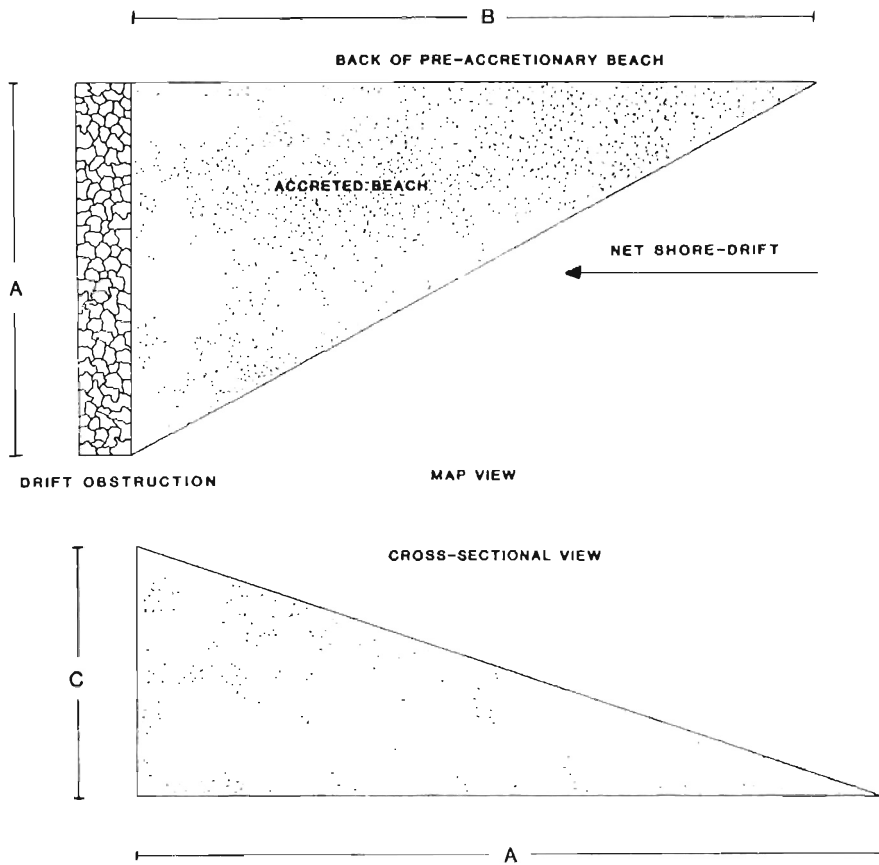 B
BACK OF PRE-ACCRETIONARY BEACH
ACCRETED BEACH
NET SHORE-DRIFT
A
DRIFT OBSTRUCTION
MAP VIEW
CROSS-SECTIONAL VIEW
C
A